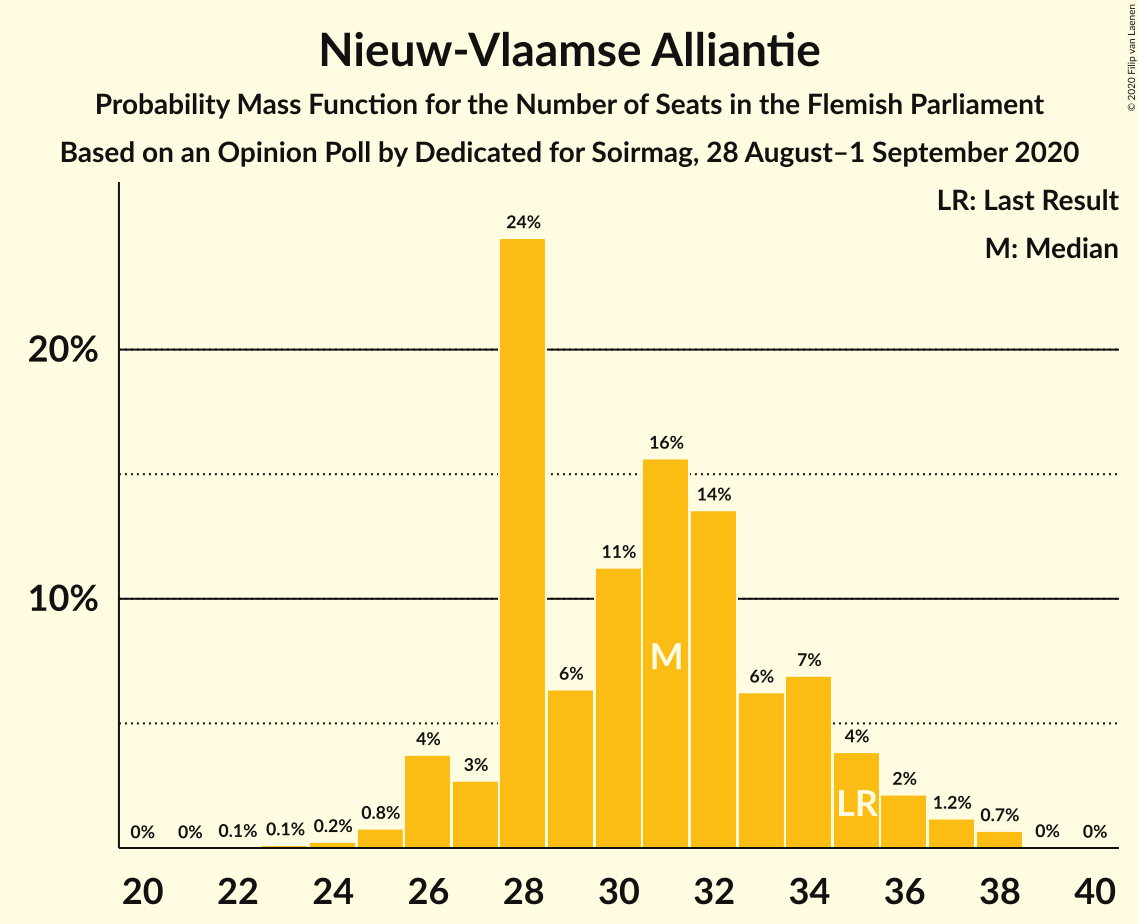 Nieuw-Vlaamse Alliantie
Probability Mass Function for the Number of Seats in the Flemish Parliament
Based on an Opinion Poll by Dedicated for Soirmag, 28 August–1 September 2020
© 2020 Filip van Laenen
LR: Last Result
M: Median
20%
10%
0%
0%
0.1%
0.1%
0.2%
0.8%
4%
3%
24%
6%
11%
16%
14%
6%
7%
4%
2%
1.2%
0.7%
0%
0%
M
LR
20 22 24 26 28 30 32 34 36 38 40